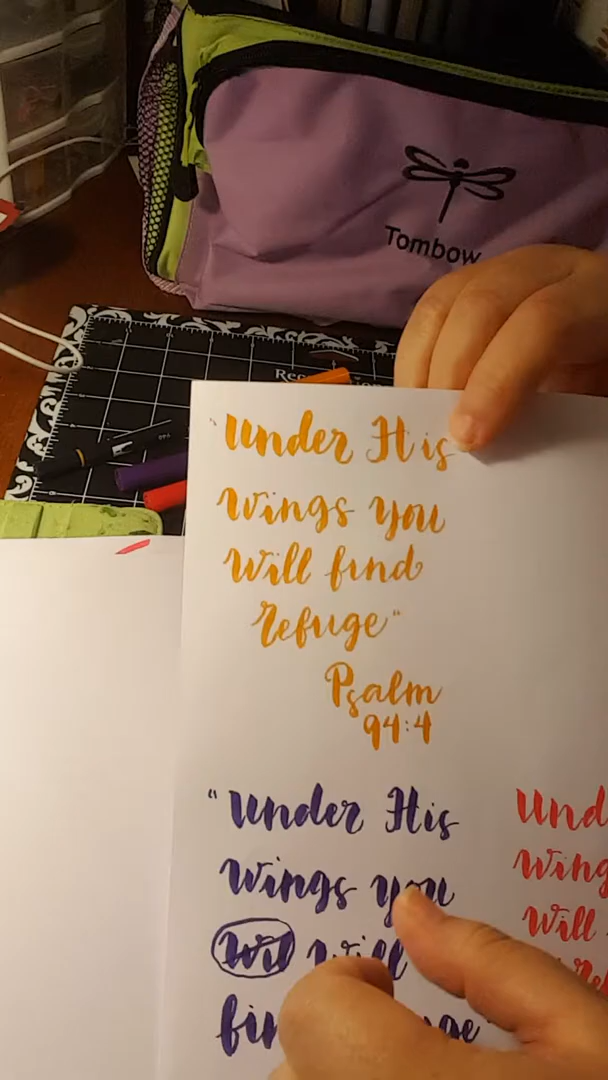 Tombow
"Under His
Wings you
Will find
Refuge"
Psalm
94:4
"Under His
Wings you
Wil Will
Und
Wing
Will